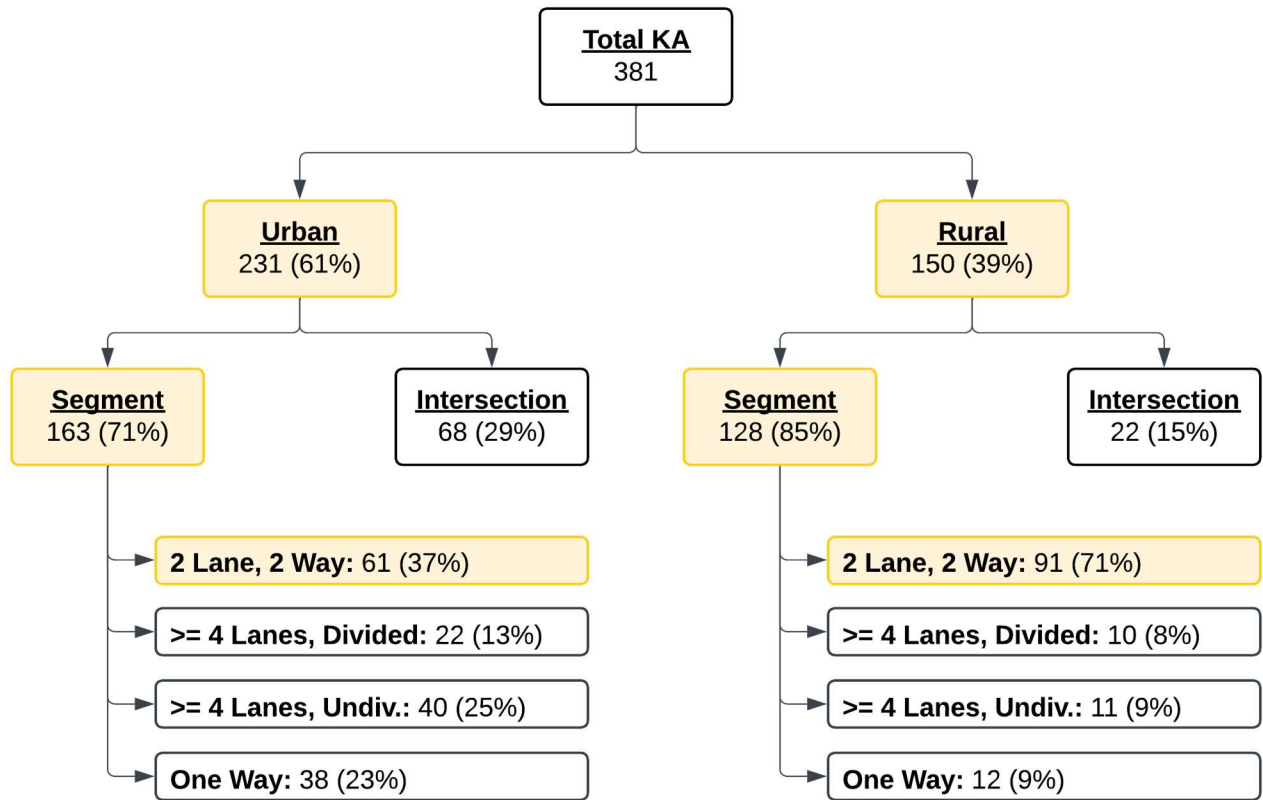 Total KA
381
Urban
231 (61%)
Rural
150 (39%)
Segment
163 (71%)
Intersection
68 (29%)
Segment
128 (85%)
Intersection
22 (15%)
2 Lane, 2 Way: 61 (37%)
>= 4 Lanes, Divided: 22 (13%)
>= 4 Lanes, Undiv.: 40 (25%)
One Way: 38 (23%)
2 Lane, 2 Way: 91 (71%)
>= 4 Lanes, Divided: 10 (8%)
>= 4 Lanes, Undiv.: 11 (9%)
One Way: 12 (9%)